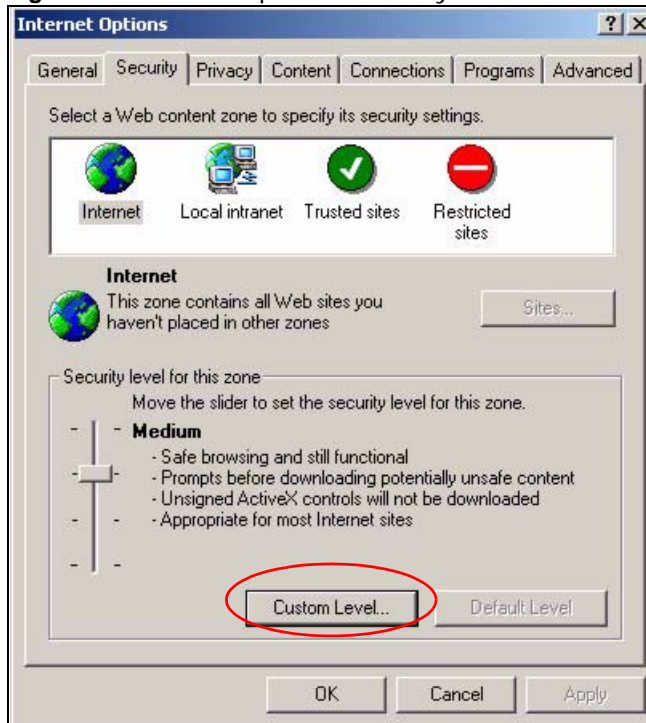 Internet Options
General Security Privacy Content Connections Programs Advanced
Select a Web content zone to specify its security settings.
Internet Local intranet Trusted sites Restricted
sites
Internet
This zone contains all Web sites you
haven't placed in other zones
Sites...
Security level for this zone
Move the slider to set the security level for this zone.
Medium
- Safe browsing and still functional
- Prompts before downloading potentially unsafe content
- Unsigned ActiveX controls will not be downloaded
- Appropriate for most Internet sites
Custom Level... Default Level
OK Cancel Apply